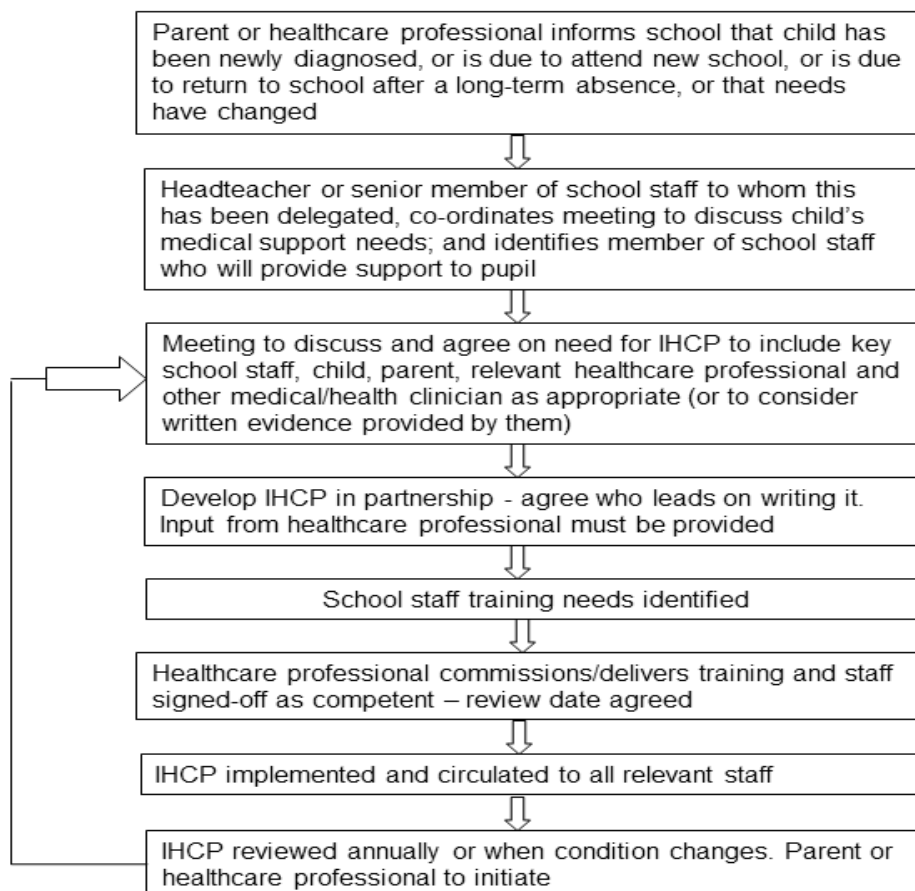 Parent or healthcare professional informs school that child has
been newly diagnosed, or is due to attend new school, or is due
to return to school after a long-term absence, or that needs
have changed
Headteacher or senior member of school staff to whom this
has been delegated, co-ordinates meeting to discuss child's
medical support needs; and identifies member of school staff
who will provide support to pupil
Meeting to discuss and agree on need for IHCP to include key
school staff, child, parent, relevant healthcare professional and
other medical/health clinician as appropriate (or to consider
written evidence provided by them)
Develop IHCP in partnership - agree who leads on writing it.
Input from healthcare professional must be provided
School staff training needs identified
Healthcare professional commissions/delivers training and staff
signed-off as competent – review date agreed
IHCP implemented and circulated to all relevant staff
IHCP reviewed annually or when condition changes. Parent or
healthcare professional to initiate